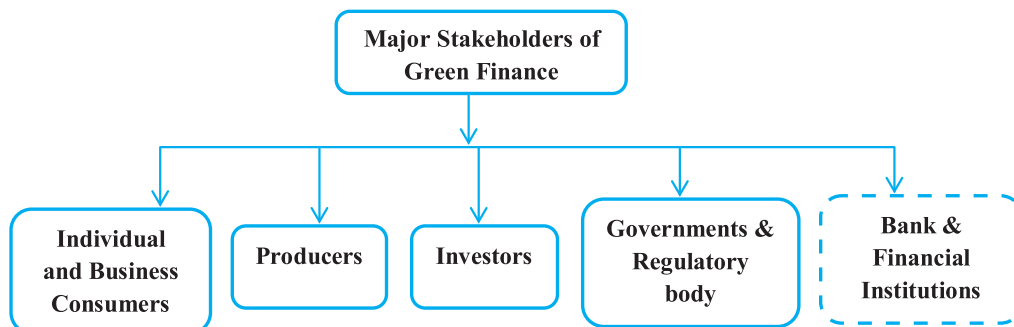 Major Stakeholders of
Green Finance
Individual
and Business
Consumers
Producers
Investors
Governments &
Regulatory
body
Bank &
Financial
Institutions